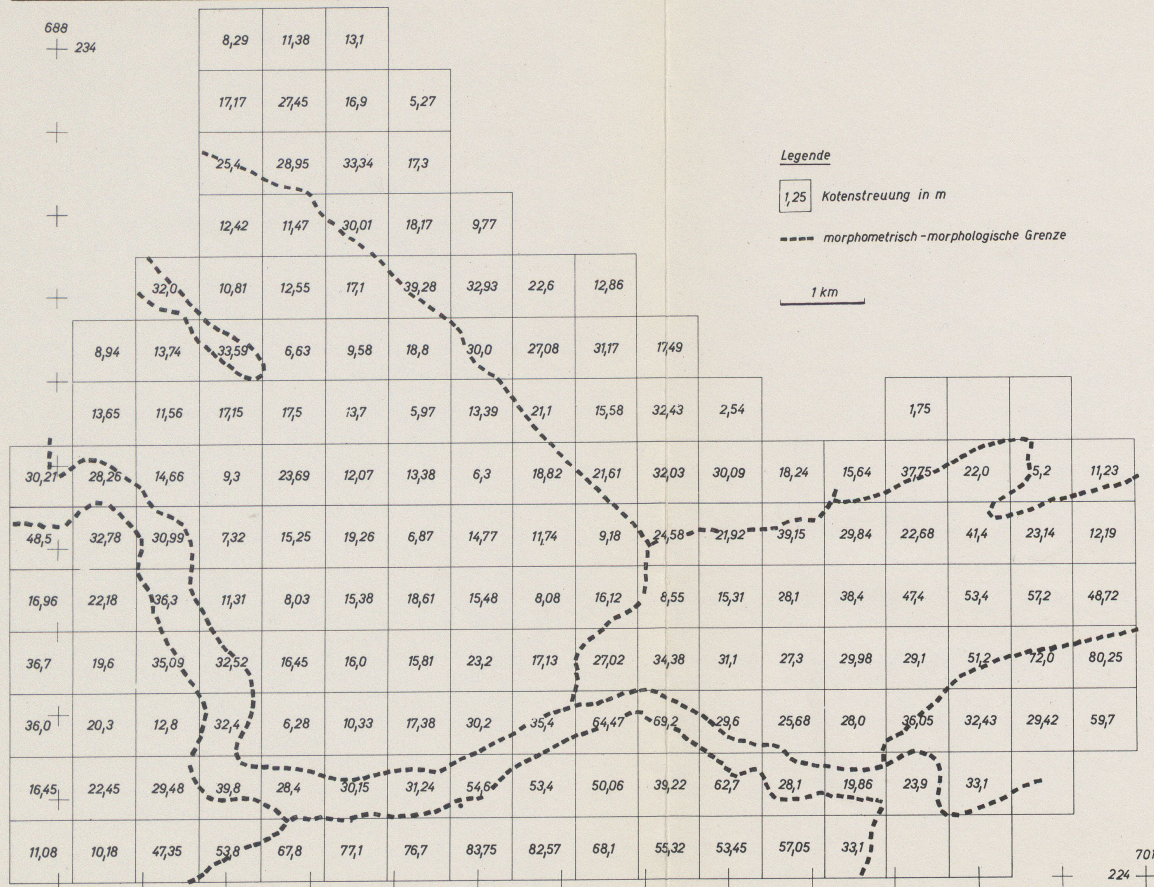 688
234
8,29 11,38 13,1
17,17 27,45 16,9 5,27
25,4 28,95 33,34 17,3
Legende
1,25 Kotenstreuung in m
12,42 11,47 30,01 18,17 9,77
morphometrisch-morphologische Grenze
32,0 10,81 12,55 17,1 39,28 32,93 22,6 12,86
1 km
8,94 13,74 33,59 6,63 9,58 18,8 30,0 27,08 31,17 17,49
13,65 11,56 17,15 17,5 13,7 5,97 13,39 21,1 15,58 32,43 2,54 1,75
30,21 28,26 14,66 9,3 23,69 12,07 13,38 6,3 18,82 21,61 32,03 30,09 18,24 15,64 37,75 22,0 5,2 11,23
48,5 32,78 30,99 7,32 15,25 19,26 6,87 14,77 11,74 9,18 24,58 21,92 39,15 29,84 22,68 41,4 23,14 12,19
16,96 22,18 36,3 11,31 8,03 15,38 18,61 15,48 8,08 16,12 8,55 15,31 28,1 38,4 47,4 53,4 57,2 48,72
36,7 19,6 35,09 32,52 16,45 16,0 15,81 23,2 17,13 27,02 34,38 31,1 27,3 29,98 29,1 51,2 72,0 80,25
36,0 20,3 12,8 32,4 6,28 10,33 17,38 30,2 35,4 64,47 69,2 29,6 25,68 28,0 36,05 32,43 29,42 59,7
16,45 22,45 29,48 39,8 28,4 30,15 31,24 54,6 53,4 50,06 39,22 62,7 28,1 19,86 23,9 33,1
11,08 10,18 47,35 53,8 67,8 77,1 76,7 83,75 82,57 68,1 55,32 53,45 57,05 33,1
701
224